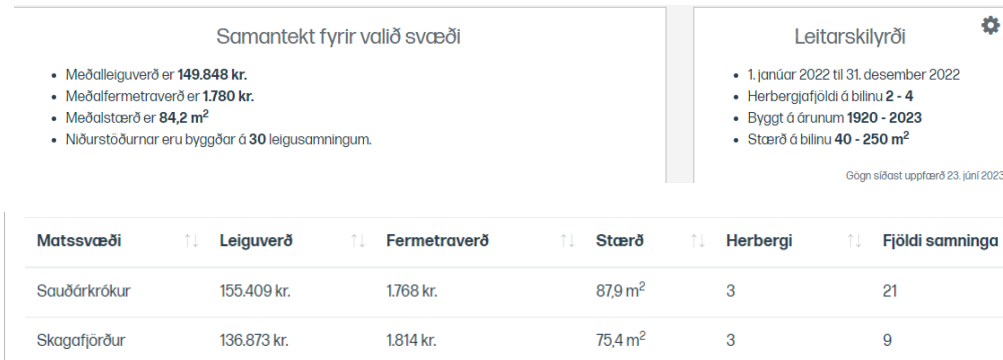 Samantekt fyrir valið svæði
• Meðalleiguverð er 149.848 kr.
• Meðalfermetraverð er 1.780 kr.
• Meðalstærð er 84,2 m²
• Niðurstöðurnar eru byggðar á 30 leigusamningum.
Leitarskilyrði
• 1. janúar 2022 til 31. desember 2022
• Herbergjafjöldi á bilinu 2 - 4
• Byggt á árunum 1920 - 2023
• Stærð á bilinu 40 - 250 m²
Gögn síðast uppfærð 23. júní 2023
Matssvæði ↑↓ Leiguverð ↑↓ Fermetraverð ↑↓ Stærð ↑↓ Herbergi ↑↓ Fjöldi samninga
Sauðárkrókur 155.409 kr. 1.768 kr. 87,9 m² 3 21
Skagafjörður 136.873 kr. 1.814 kr. 75,4 m² 3 9